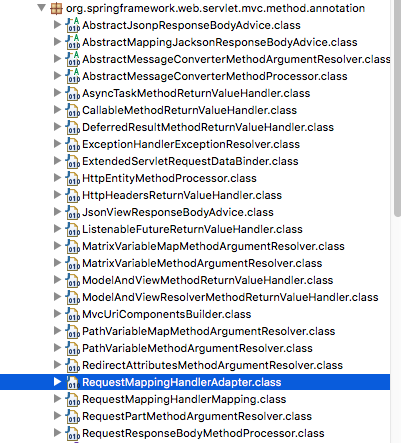 org.springframework.web.servlet.mvc.method.annotation
AbstractJsonpResponseBodyAdvice.class
AbstractMappingJacksonResponseBodyAdvice.class
AbstractMessageConverterMethodArgumentResolver.class
AbstractMessageConverterMethodProcessor.class
AsyncTaskMethodReturnValueHandler.class
CallableMethodReturnValueHandler.class
DeferredResultMethodReturnValueHandler.class
ExceptionHandlerExceptionResolver.class
ExtendedServletRequestDataBinder.class
HttpEntityMethodProcessor.class
HttpHeadersReturnValueHandler.class
JsonViewResponseBodyAdvice.class
ListenableFutureReturnValueHandler.class
MatrixVariableMapMethodArgumentResolver.class
MatrixVariableMethodArgumentResolver.class
ModelAndViewMethodReturnValueHandler.class
ModelAndViewResolverMethodReturnValueHandler.class
MvcUriComponentsBuilder.class
PathVariableMapMethodArgumentResolver.class
PathVariableMethodArgumentResolver.class
RedirectAttributesMethodArgumentResolver.class
RequestMappingHandlerAdapter.class
RequestMappingHandlerMapping.class
RequestPartMethodArgumentResolver.class
RequestResponseBodyMethodProcessor.class